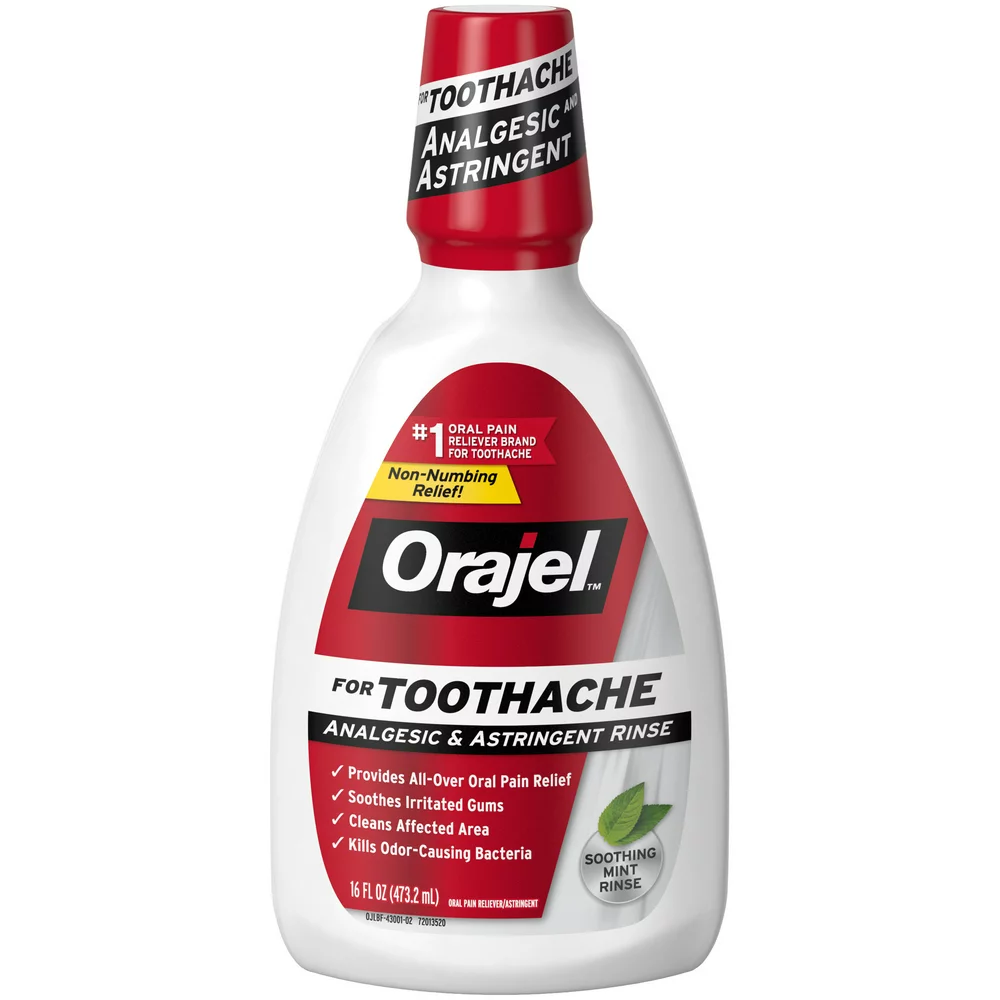 FOR TOOTHACHE
ANALGESIC AND
ASTRINGENT
#1 ORAL PAIN
RELIEVER BRAND
FOR TOOTHACHE
Non-Numbing
Relief!
Orajel™
FOR TOOTHACHE
ANALGESIC & ASTRINGENT RINSE
✓ Provides All-Over Oral Pain Relief
✓ Soothes Irritated Gums
✓ Cleans Affected Area
✓ Kills Odor-Causing Bacteria
SOOTHING
MINT
RINSE
16 FL OZ (473.2 mL) ORAL PAIN RELIEVER/ASTRINGENT
OJLBF-43001-02 72013520